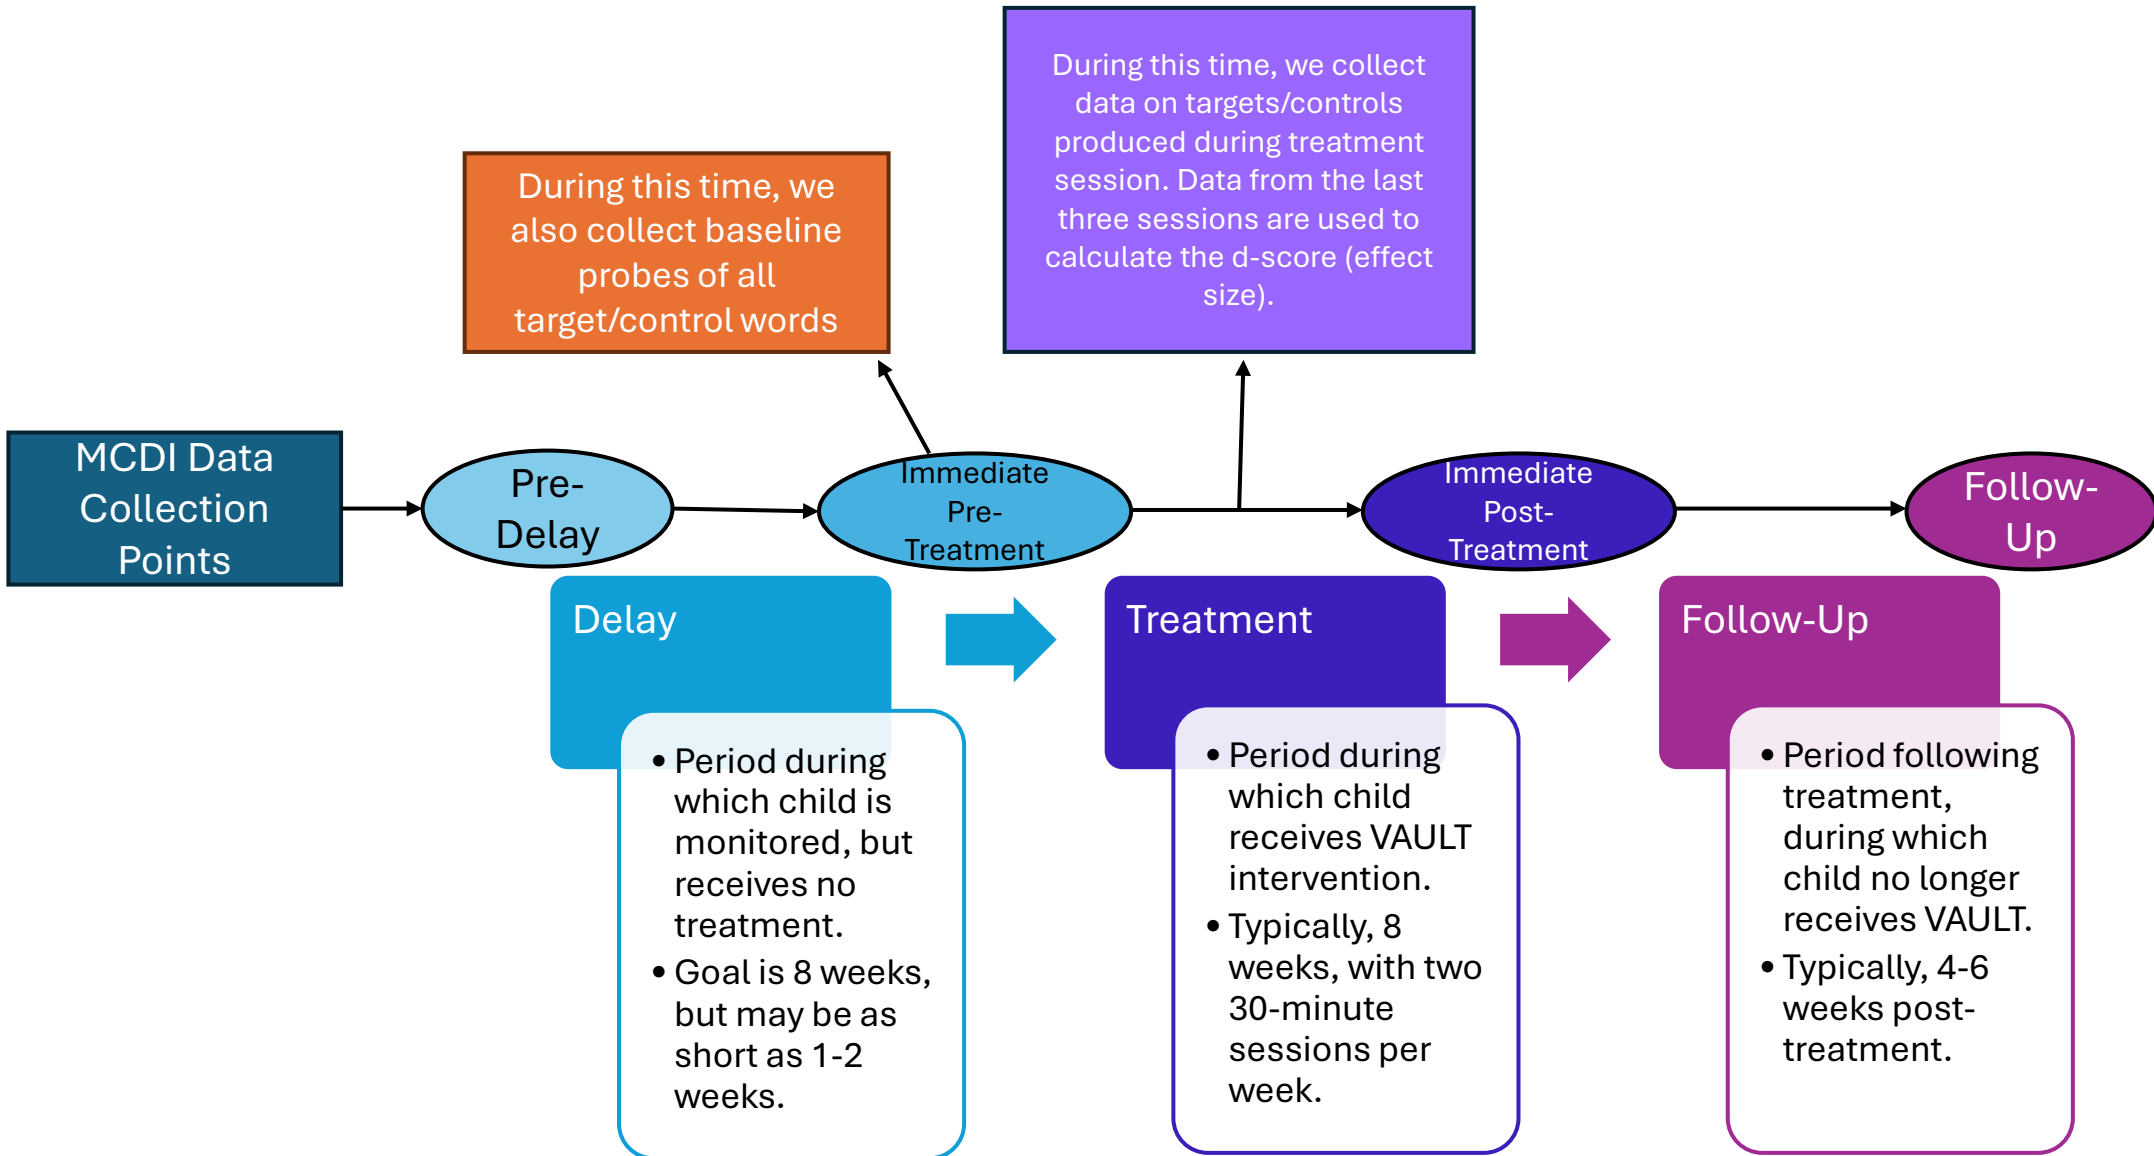 During this time, we collect
data on targets/controls
produced during treatment
session. Data from the last
three sessions are used to
calculate the d-score (effect
size).
During this time, we
also collect baseline
probes of all
target/control words
MCDI Data
Collection
Points
Pre-
Delay
Immediate
Pre-
Treatment
Immediate
Post-
Treatment
Follow-
Up
Delay
• Period during
which child is
monitored, but
receives no
treatment.
• Goal is 8 weeks,
but may be as
short as 1-2
weeks.
Treatment
• Period during
which child
receives VAULT
intervention.
• Typically, 8
weeks, with two
30-minute
sessions per
week.
Follow-Up
• Period following
treatment,
during which
child no longer
receives VAULT.
• Typically, 4-6
weeks post-
treatment.